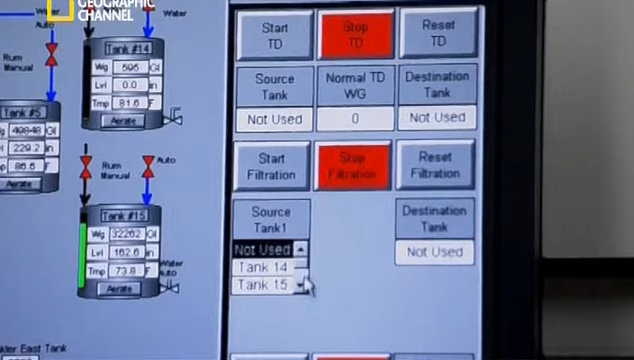 GEOGRAPHIC
CHANNEL
Water
Auto
Water
Rum
Manual
Tank #14
Wg 595 Gl
Lvl 0.0 in
Tmp 81.6 F
Aerate
Tank #5
49848 Gl
229.2 in
86.6 F
Aerate
Rum
Manual
Auto
Tank #15
Wg 32262 Gl
Lvl 162.6 in
Tmp 73.8 F
Aerate
Water
Auto
lder East Tank
Start
TD
Stop
TD
Reset
TD
Source
Tank
Normal TD
WG
Destination
Tank
Not Used
0
Not Used
Start
Filtration
Stop
Filtration
Reset
Filtration
Source
Tank1
Destination
Tank
Not Used
Not Used
Tank 14
Tank 15